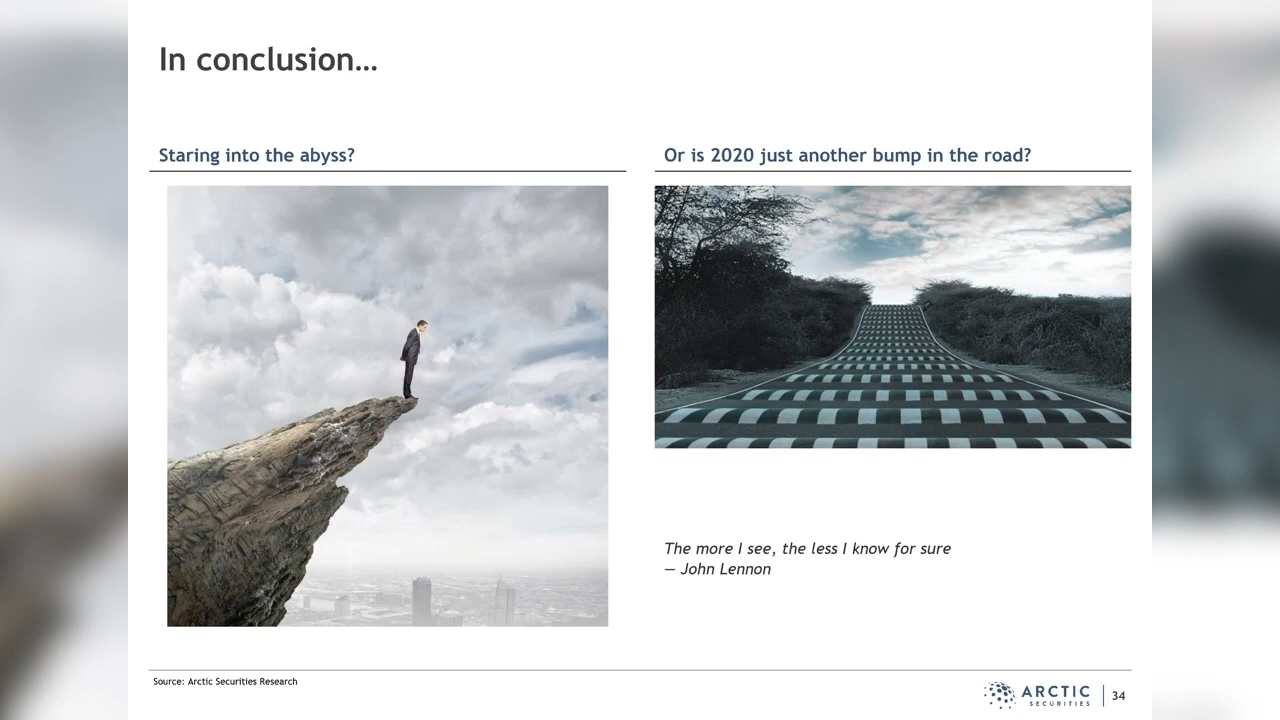 In conclusion…
Staring into the abyss?
Or is 2020 just another bump in the road?
The more I see, the less I know for sure
— John Lennon
Source: Arctic Securities Research
ARCTIC
SECURITIES
34